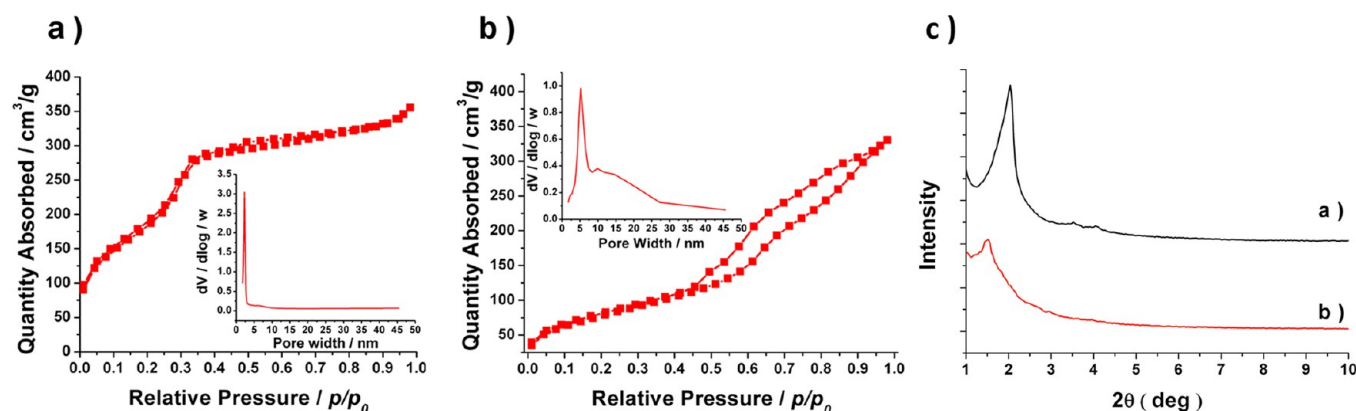 a )
Quantity Absorbed / cm³/g
400
350
300
250
200
150
100
50
0
0.0 0.1 0.2 0.3 0.4 0.5 0.6 0.7 0.8 0.9 1.0
Relative Pressure / p/p₀
dV / dlog / w
3.5
3.0
2.5
2.0
1.5
1.0
0.5
0.0
0 5 10 15 20 25 30 35 40 45 50
Pore width / nm
b )
Quantity Absorbed / cm³/g
400
350
300
250
200
150
100
50
0.0 0.1 0.2 0.3 0.4 0.5 0.6 0.7 0.8 0.9 1.0
Relative Pressure / p/p₀
dV / dlog / w
1.0
0.8
0.6
0.4
0.2
0.0
0 5 10 15 20 25 30 35 40 45 50
Pore Width / nm
c )
Intensity
a )
b )
1 2 3 4 5 6 7 8 9 10
2θ ( deg )